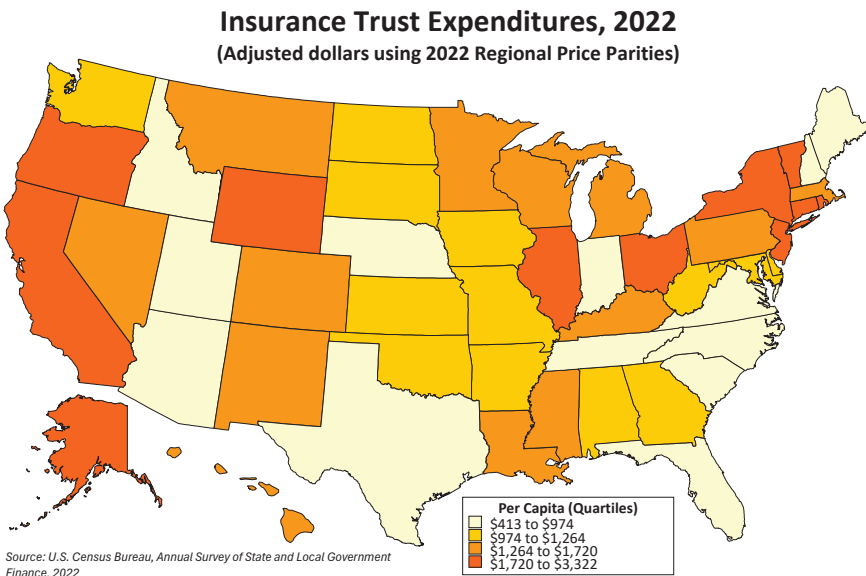 Insurance Trust Expenditures, 2022
(Adjusted dollars using 2022 Regional Price Parities)
Per Capita (Quartiles)
$413 to $974
$974 to $1,264
$1,264 to $1,720
$1,720 to $3,322
Source: U.S. Census Bureau, Annual Survey of State and Local Government
Finance, 2022